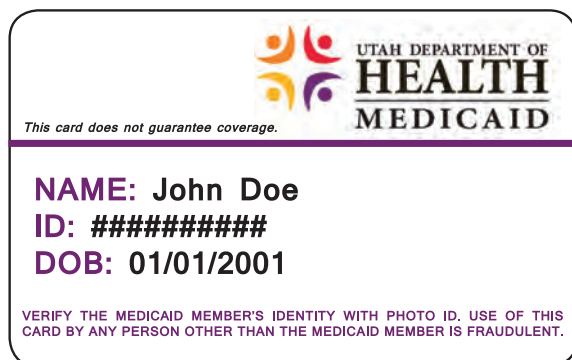 UTAH DEPARTMENT OF
HEALTH
MEDICAID
This card does not guarantee coverage.
NAME: John Doe
ID: ##########
DOB: 01/01/2001
VERIFY THE MEDICAID MEMBER'S IDENTITY WITH PHOTO ID. USE OF THIS
CARD BY ANY PERSON OTHER THAN THE MEDICAID MEMBER IS FRAUDULENT.